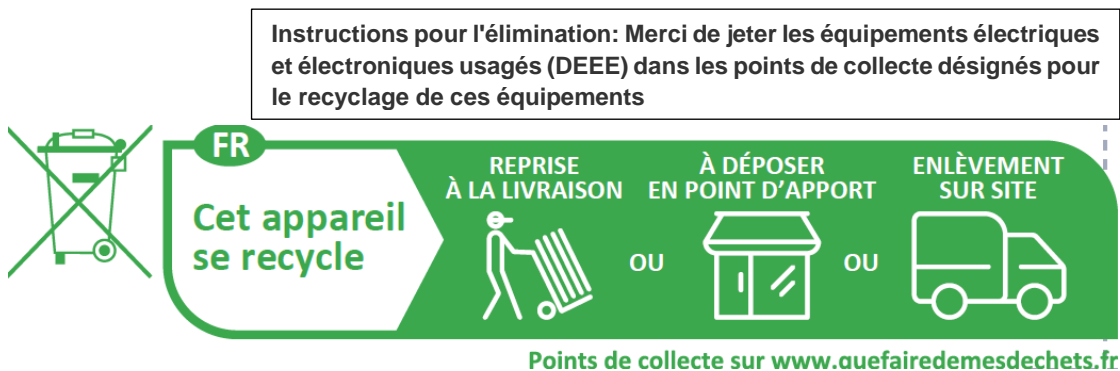 Instructions pour l'élimination: Merci de jeter les équipements électriques
et électroniques usagés (DEEE) dans les points de collecte désignés pour
le recyclage de ces équipements
FR
Cet appareil
se recycle
REPRISE
À LA LIVRAISON
OU
À DÉPOSER
EN POINT D'APPORT
OU
ENLÈVEMENT
SUR SITE
Points de collecte sur www.quefairedemesdechets.fr